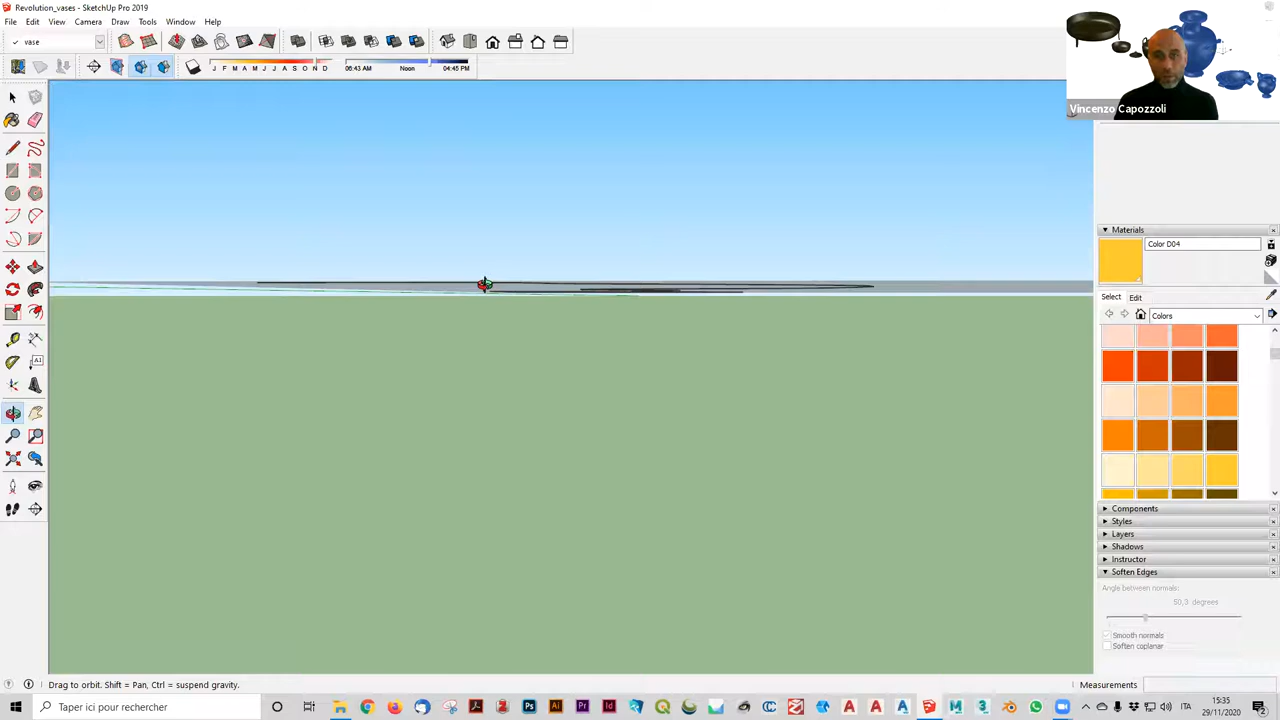 Revolution_vases - SketchUp Pro 2019
File Edit View Camera Draw Tools Window Help
vase
J F M A M J J A S O N D
06:43 AM Noon 04:45 PM
Vincenzo Capozzoli
Materials
Color D04
Select Edit
Colors
Components
Styles
Layers
Shadows
Instructor
Soften Edges
Angle between normals:
50,3 degrees
Smooth normals
Soften coplanar
Drag to orbit. Shift = Pan, Ctrl = suspend gravity.
Measurements
Taper ici pour rechercher
ITA
15:35
29/11/2020